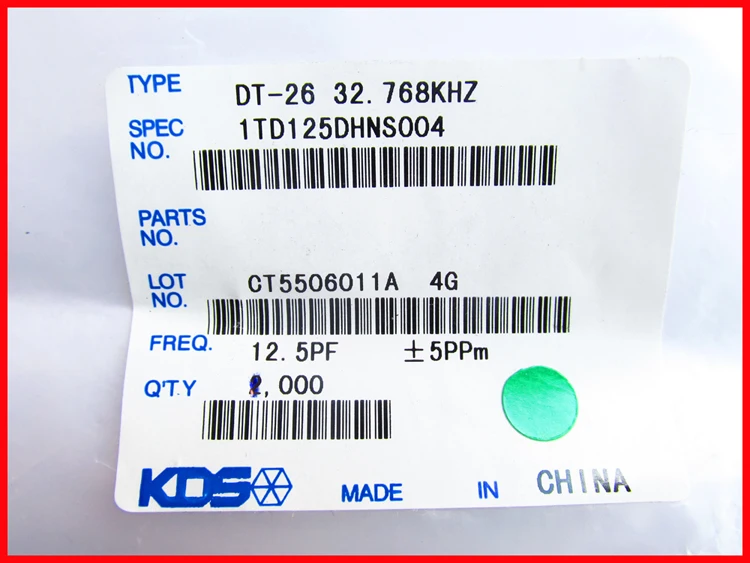 TYPE DT-26 32.768KHZ
SPEC NO. 1TD125DHNS004
PARTS NO.
LOT NO. CT5506011A 4G
FREQ. 12.5PF ±5PPm
Q'TY ,000
KDS MADE IN CHINA